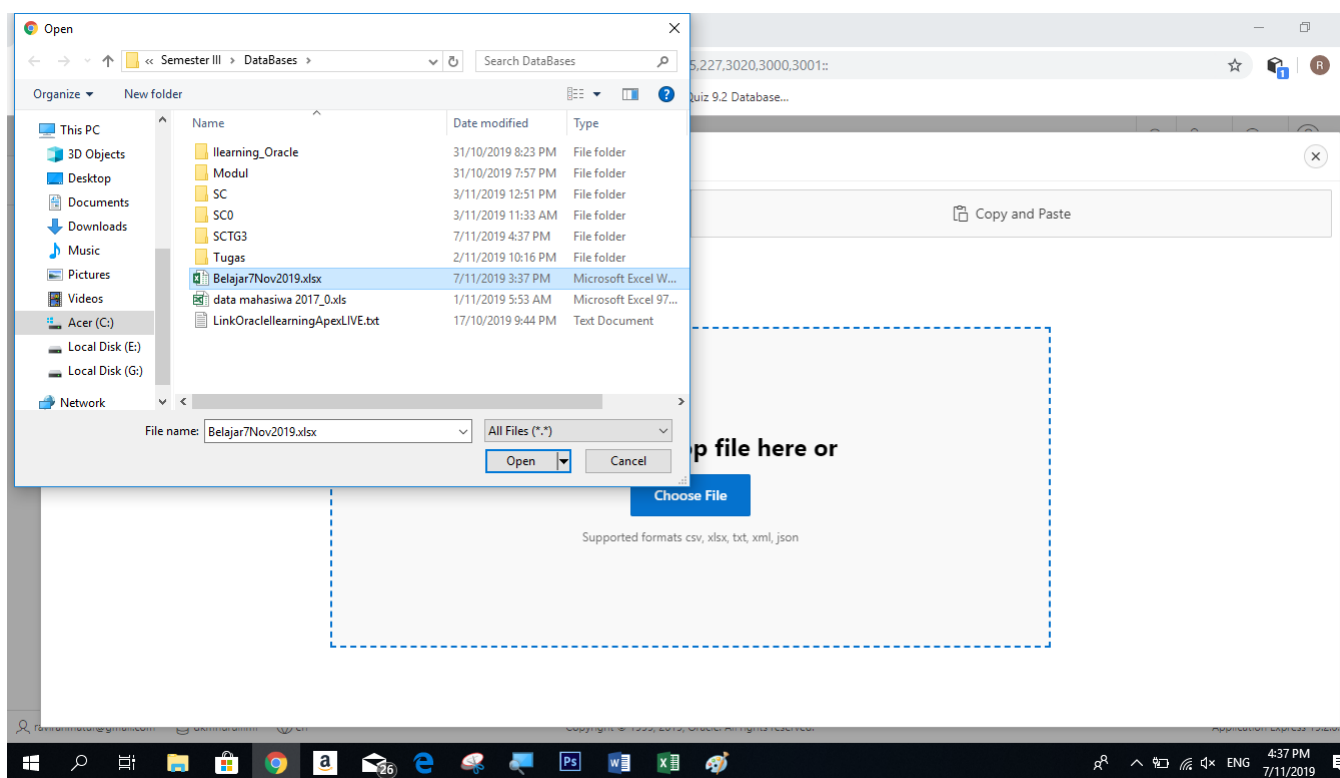 Open
5,227,3020,3000,3001::
R
« Semester III > DataBases >
Search DataBases
Organize
New folder
Quiz 9.2 Database...
This PC
3D Objects
Desktop
Documents
Downloads
Music
Pictures
Videos
Acer (C:)
Local Disk (E:)
Local Disk (G:)
Network
Name Date modified Type
Ilearning_Oracle 31/10/2019 8:23 PM File folder
Modul 31/10/2019 7:57 PM File folder
SC 3/11/2019 12:51 PM File folder
SC0 3/11/2019 11:33 AM File folder
SCTG3 7/11/2019 4:37 PM File folder
Tugas 2/11/2019 10:16 PM File folder
Belajar7Nov2019.xlsx 7/11/2019 3:37 PM Microsoft Excel W...
data mahasiwa 2017_0.xls 1/11/2019 5:53 AM Microsoft Excel 97...
LinkOraclellearningApexLIVE.txt 17/10/2019 9:44 PM Text Document
File name: Belajar7Nov2019.xlsx All Files (*.*)
Open Cancel
Copy and Paste
p file here or
Choose File
Supported formats csv, xlsx, txt, xml, json
a
26
Ps
ENG
4:37 PM
7/11/2019